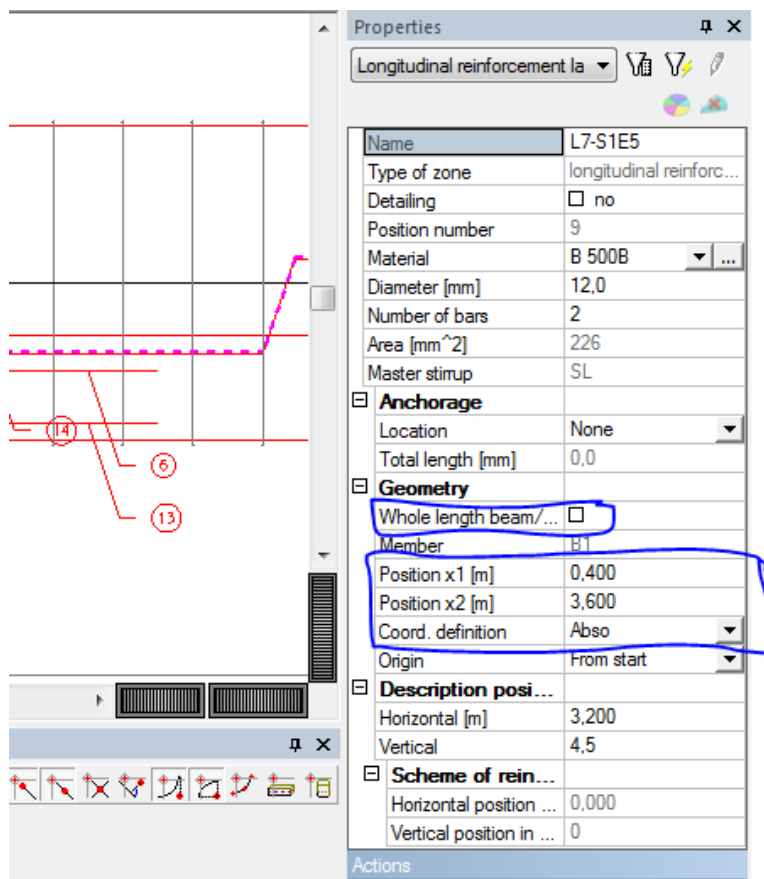 Properties
Longitudinal reinforcement la
Name L7-S1E5
Type of zone longitudinal reinforc...
Detailing no
Position number 9
Material B 500B ...
Diameter [mm] 12,0
Number of bars 2
Area [mm^2] 226
Master stirrup SL
Anchorage
Location None
Total length [mm] 0,0
Geometry
Whole length beam/...
Member B1
Position x1 [m] 0,400
Position x2 [m] 3,600
Coord. definition Abso
Origin From start
Description posi...
Horizontal [m] 3,200
Vertical 4,5
Scheme of rein...
Horizontal position ... 0,000
Vertical position in ... 0
Actions
14
6
13